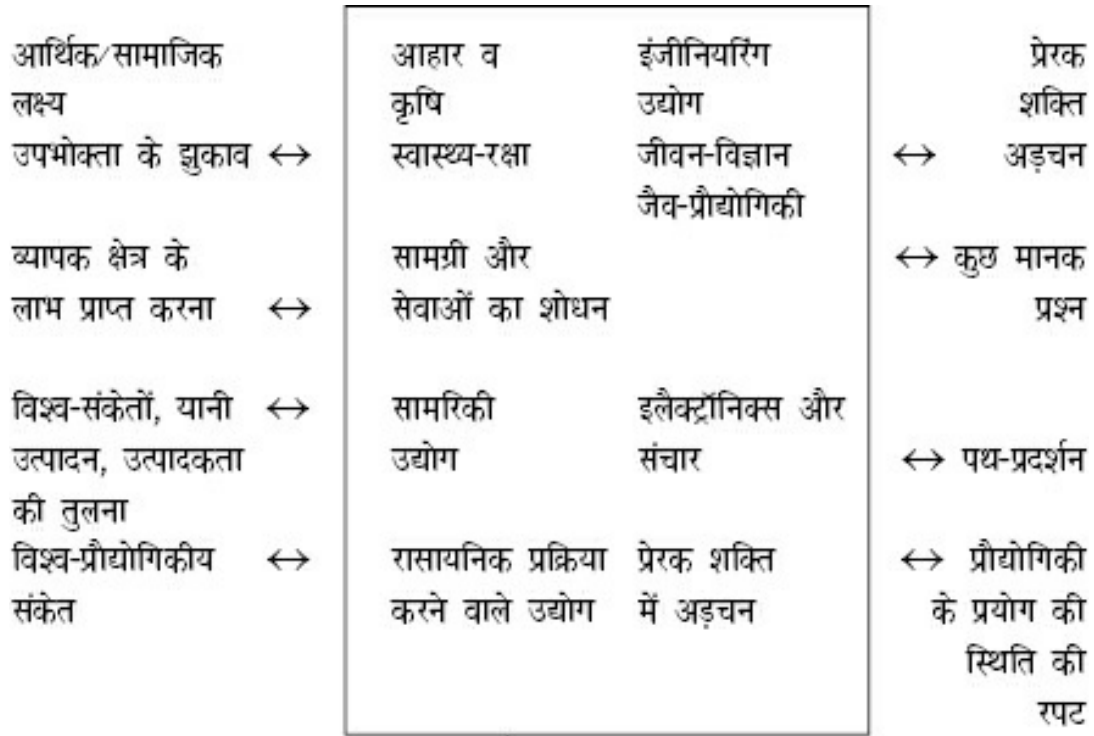 आर्थिक/सामाजिक आहार व इंजीनियरिंग प्रेरक
लक्ष्य कृषि उद्योग शक्ति
उपभोक्ता के झुकाव ↔ स्वास्थ्य-रक्षा जीवन-विज्ञान ↔ अड़चन
जैव-प्रौद्योगिकी
व्यापक क्षेत्र के सामग्री और ↔ कुछ मानक
लाभ प्राप्त करना ↔ सेवाओं का शोधन प्रश्न
विश्व-संकेतों, यानी ↔ सामरिकी इलैक्ट्रॉनिक्स और
उत्पादन, उत्पादकता उद्योग संचार ↔ पथ-प्रदर्शन
की तुलना
विश्व-प्रौद्योगिकीय ↔ रासायनिक प्रक्रिया प्रेरक शक्ति ↔ प्रौद्योगिकी
संकेत करने वाले उद्योग में अड़चन के प्रयोग की
स्थिति की
रपट